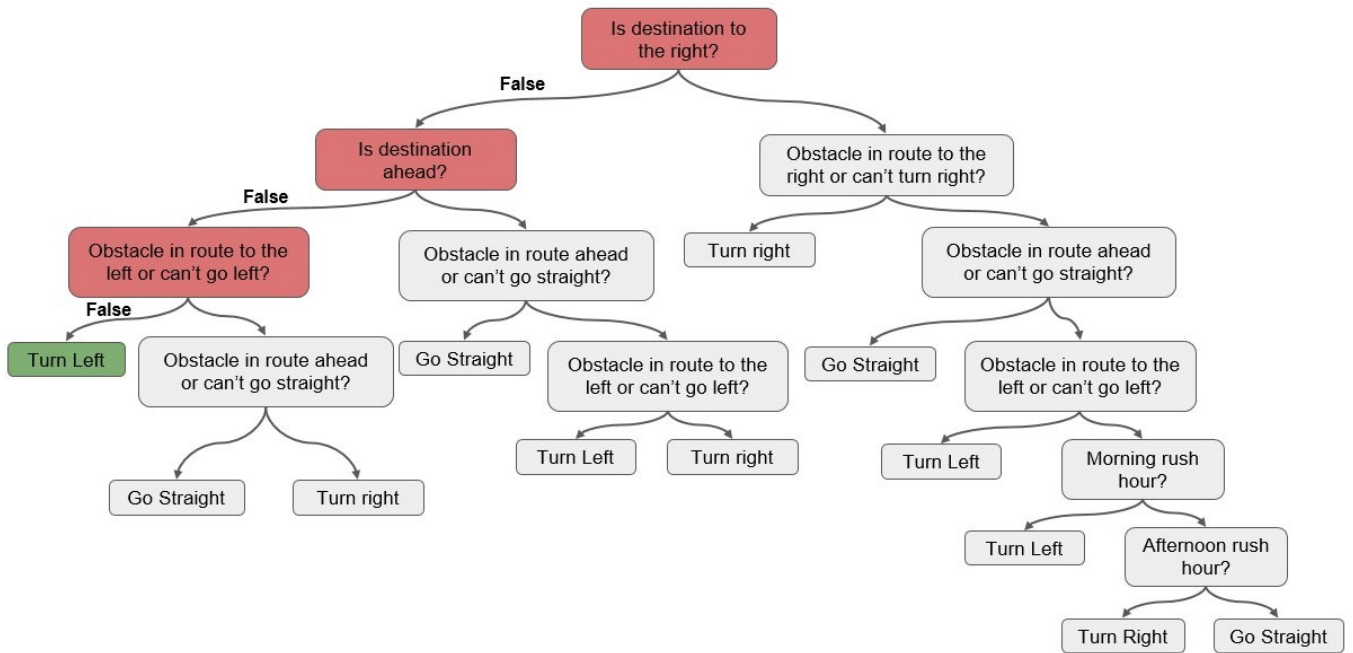 Is destination to
the right?
False
Is destination
ahead?
Obstacle in route to the
right or can't turn right?
False
Obstacle in route to the
left or can't go left?
Obstacle in route ahead
or can't go straight?
Turn right
Obstacle in route ahead
or can't go straight?
False
Turn Left
Obstacle in route ahead
or can't go straight?
Go Straight
Obstacle in route to the
left or can't go left?
Go Straight
Obstacle in route to the
left or can't go left?
Turn Left
Turn right
Turn Left
Morning rush
hour?
Go Straight
Turn right
Turn Left
Afternoon rush
hour?
Turn Right
Go Straight